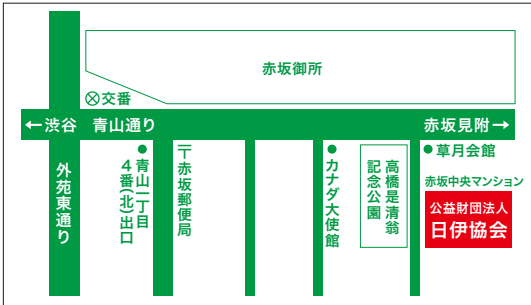 赤坂御所
交番
←渋谷 青山通り
赤坂見附→
外苑東通り
青山一丁目
4番(北)出口
〒赤坂郵便局
カナダ大使館
高橋是清翁
記念公園
草月会館
赤坂中央マンション
公益財団法人
日伊協会